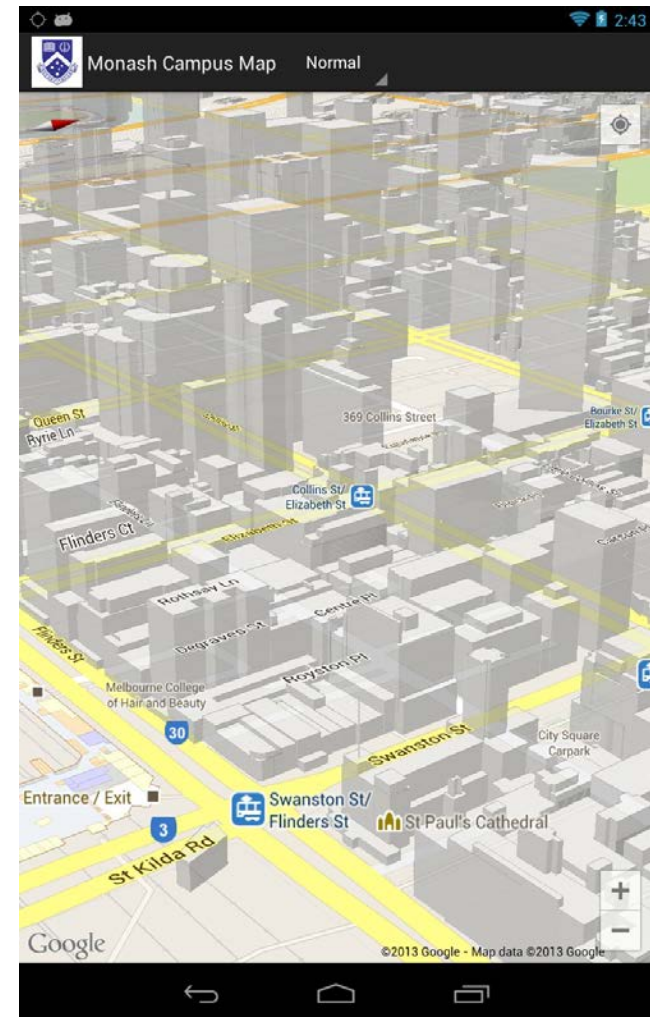 2:43
Monash Campus Map
Normal
Queen St
Ryrie Ln
369 Collins Street
Bourke St/
Elizabeth St
Collins St/
Elizabeth St
Flinders Ct
Elizabeth St
Rothsay Ln
Centre Pl
Degraves St
Flinders St
Royston Pl
Melbourne College
of Hair and Beauty
30
Swanston St
City Square
Carpark
Entrance / Exit
Swanston St/
Flinders St
3
St Paul's Cathedral
St Kilda Rd
+
−
Google
©2013 Google - Map data ©2013 Google